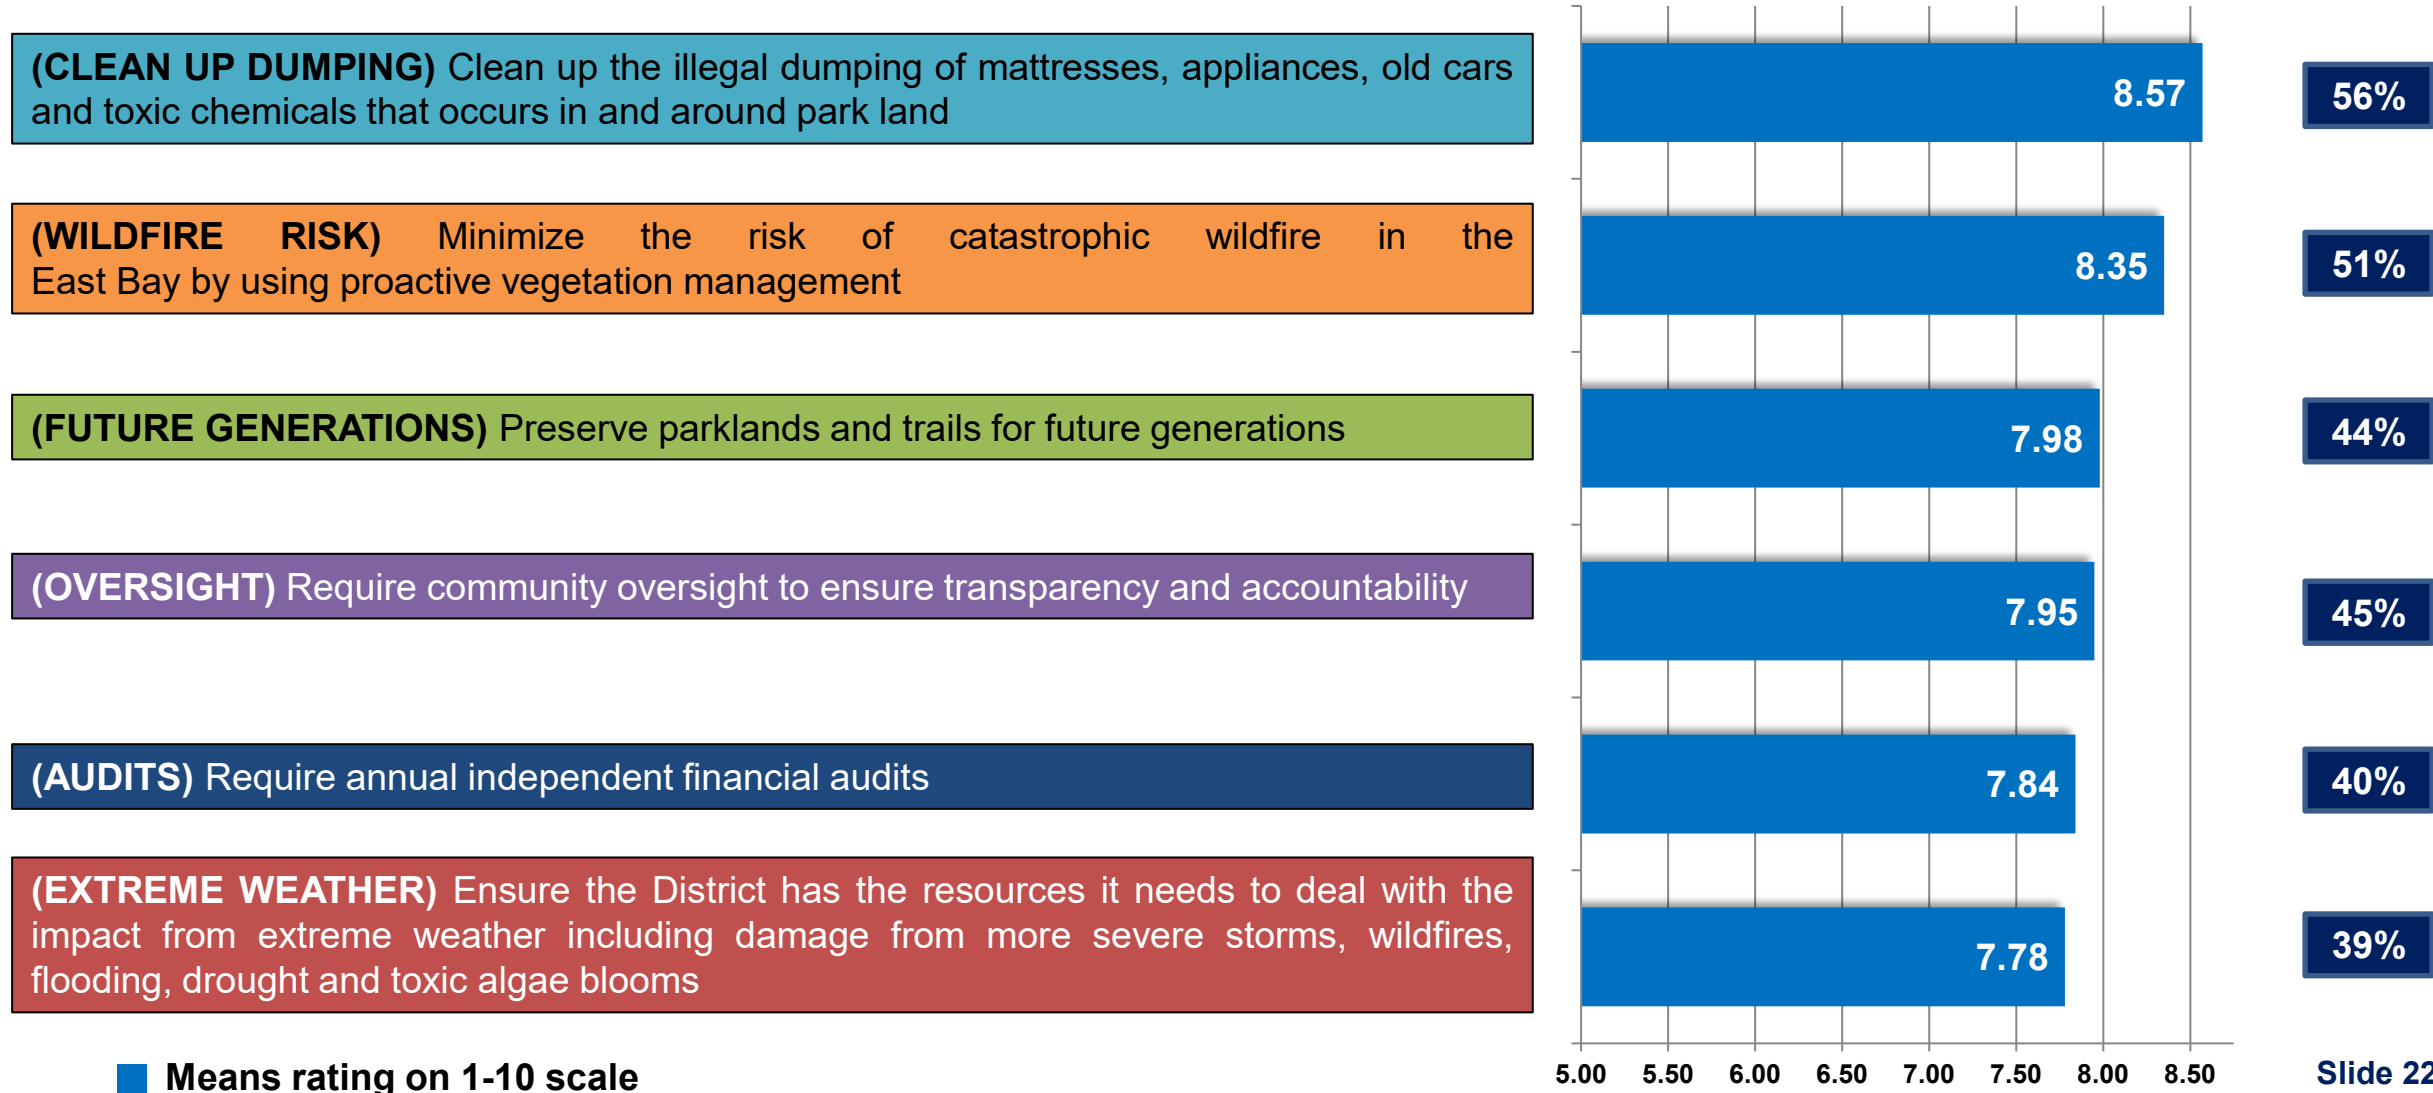 (CLEAN UP DUMPING) Clean up the illegal dumping of mattresses, appliances, old cars
and toxic chemicals that occurs in and around park land
8.57
56%
(WILDFIRE RISK) Minimize the risk of catastrophic wildfire in the
East Bay by using proactive vegetation management
8.35
51%
(FUTURE GENERATIONS) Preserve parklands and trails for future generations
7.98
44%
(OVERSIGHT) Require community oversight to ensure transparency and accountability
7.95
45%
(AUDITS) Require annual independent financial audits
7.84
40%
(EXTREME WEATHER) Ensure the District has the resources it needs to deal with the
impact from extreme weather including damage from more severe storms, wildfires,
flooding, drought and toxic algae blooms
7.78
39%
Means rating on 1-10 scale
5.00 5.50 6.00 6.50 7.00 7.50 8.00 8.50
Slide 22